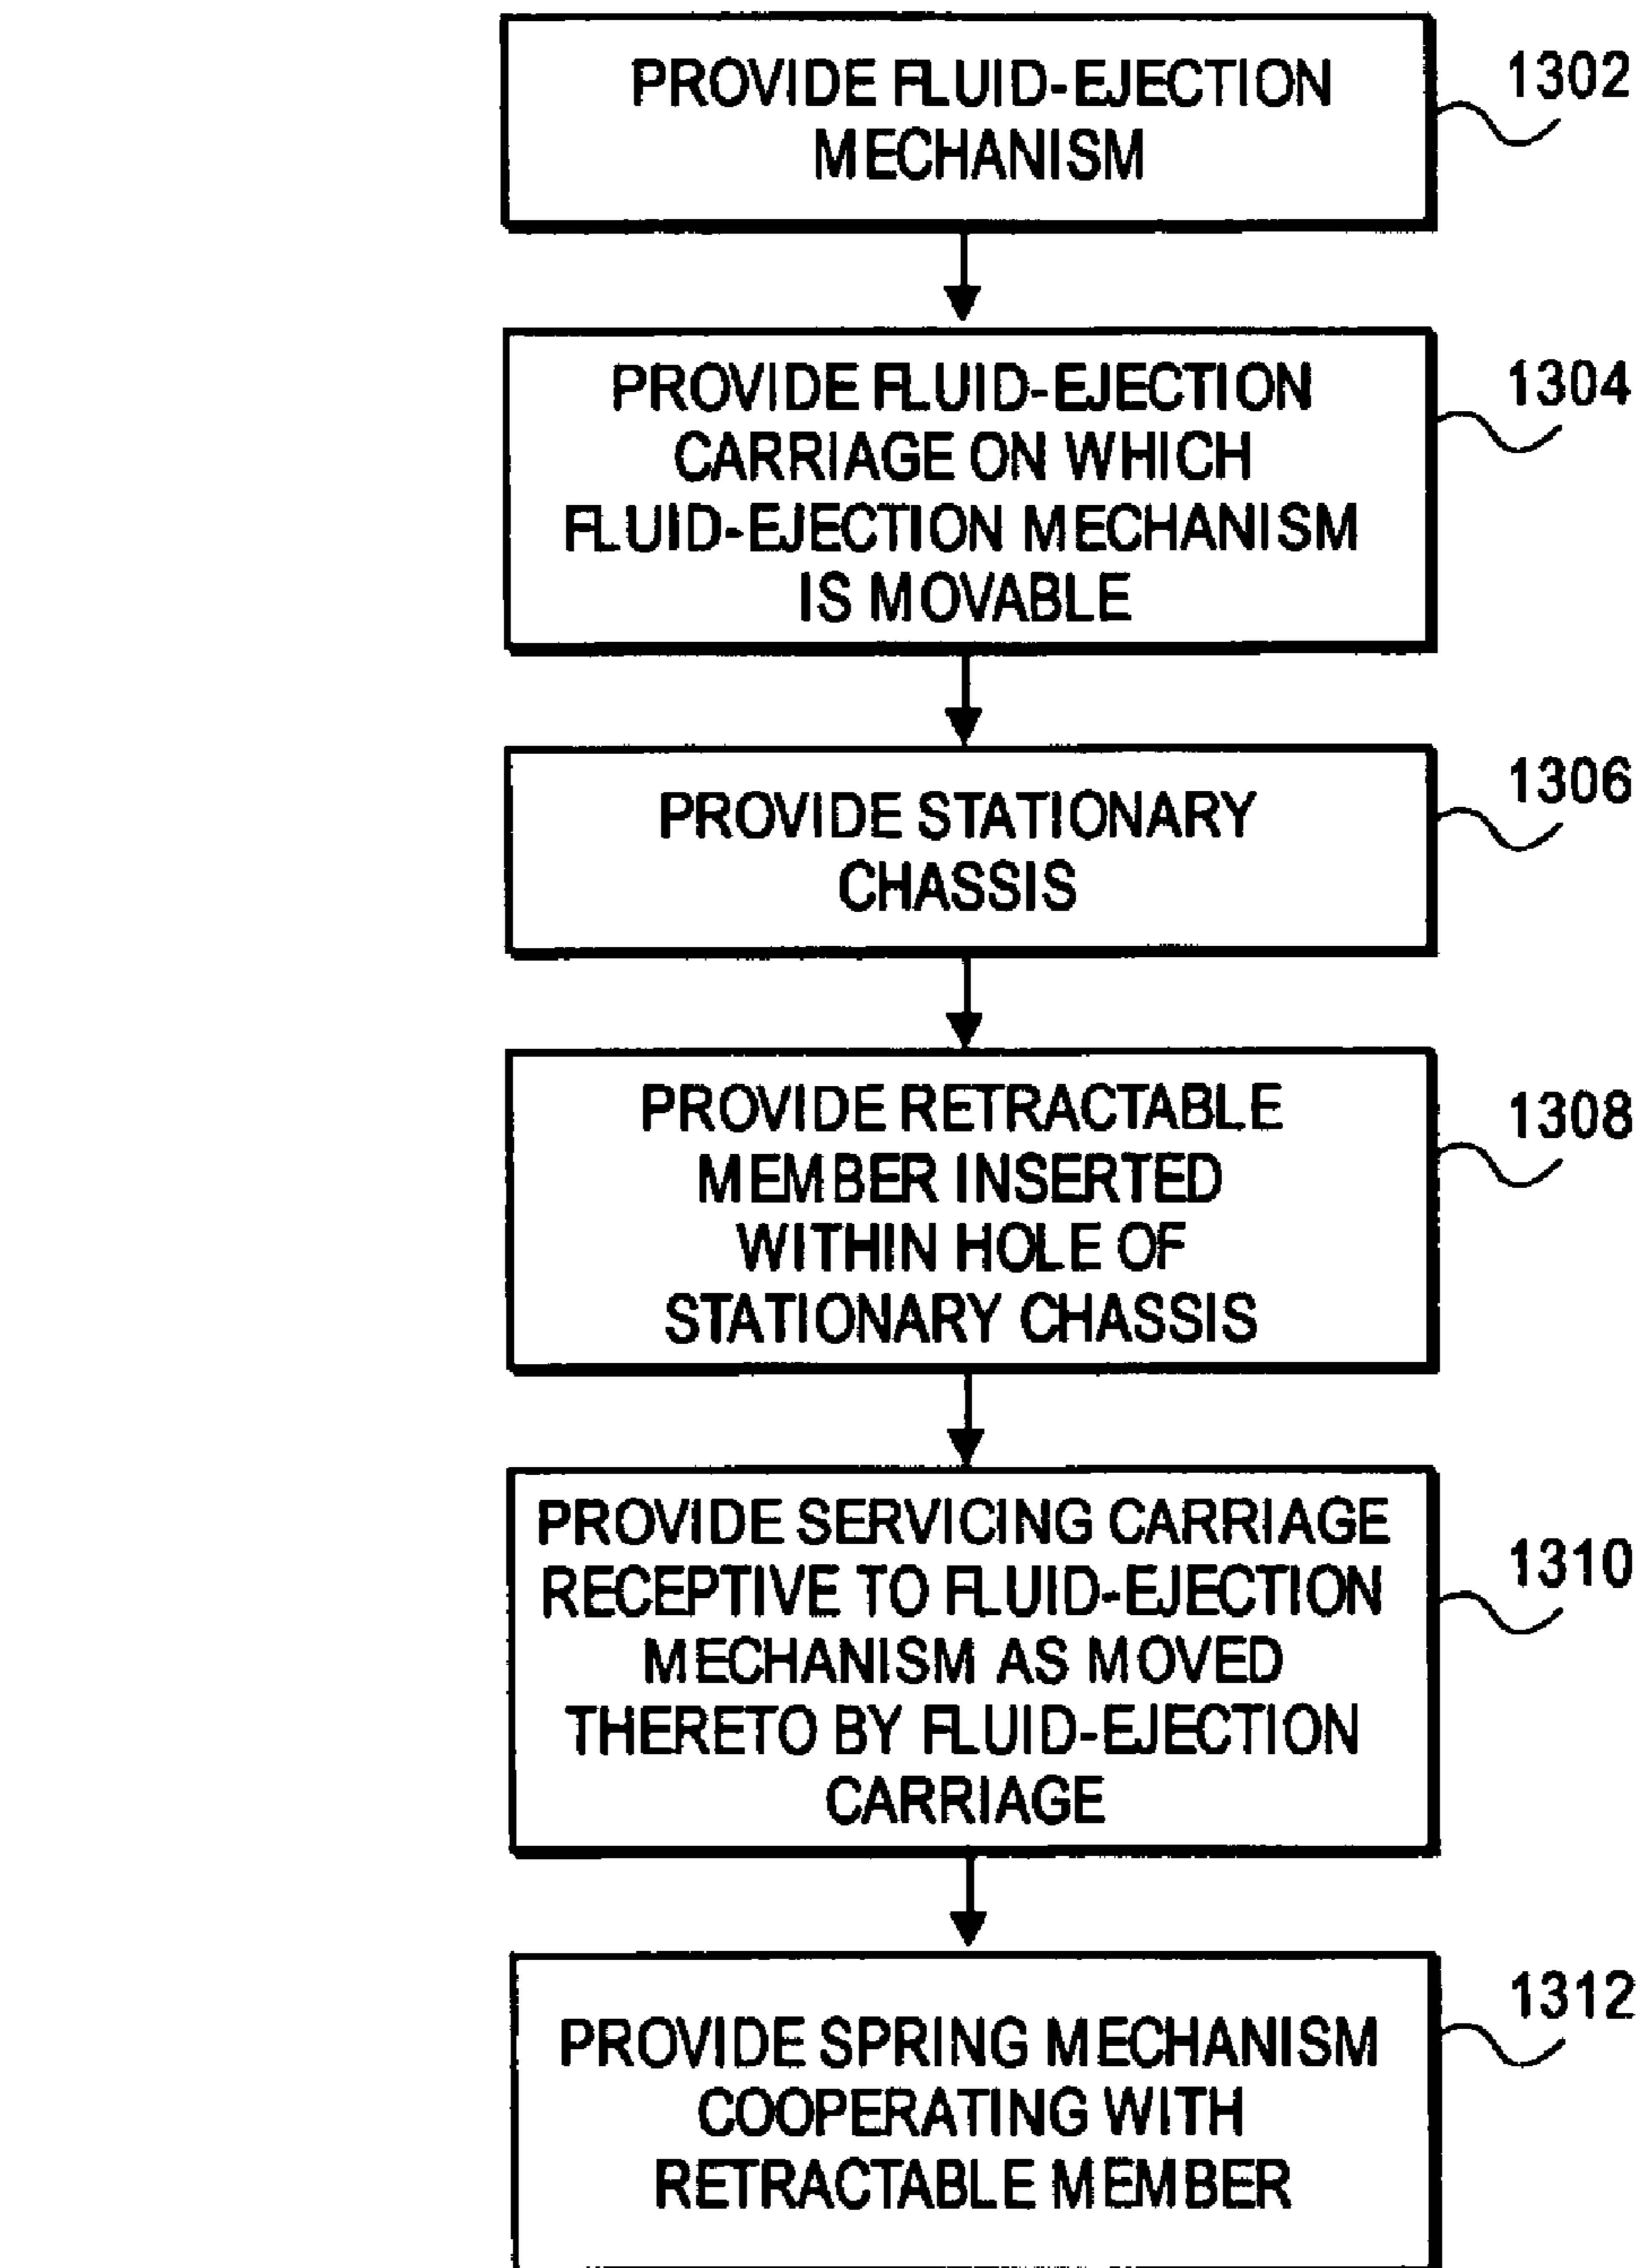 PROVIDE FLUID-EJECTION
MECHANISM
1302
PROVIDE FLUID-EJECTION
CARRIAGE ON WHICH
FLUID-EJECTION MECHANISM
IS MOVABLE
1304
PROVIDE STATIONARY
CHASSIS
1306
PROVIDE RETRACTABLE
MEMBER INSERTED
WITHIN HOLE OF
STATIONARY CHASSIS
1308
PROVIDE SERVICING CARRIAGE
RECEPTIVE TO FLUID-EJECTION
MECHANISM AS MOVED
THERETO BY FLUID-EJECTION
CARRIAGE
1310
PROVIDE SPRING MECHANISM
COOPERATING WITH
RETRACTABLE MEMBER
1312